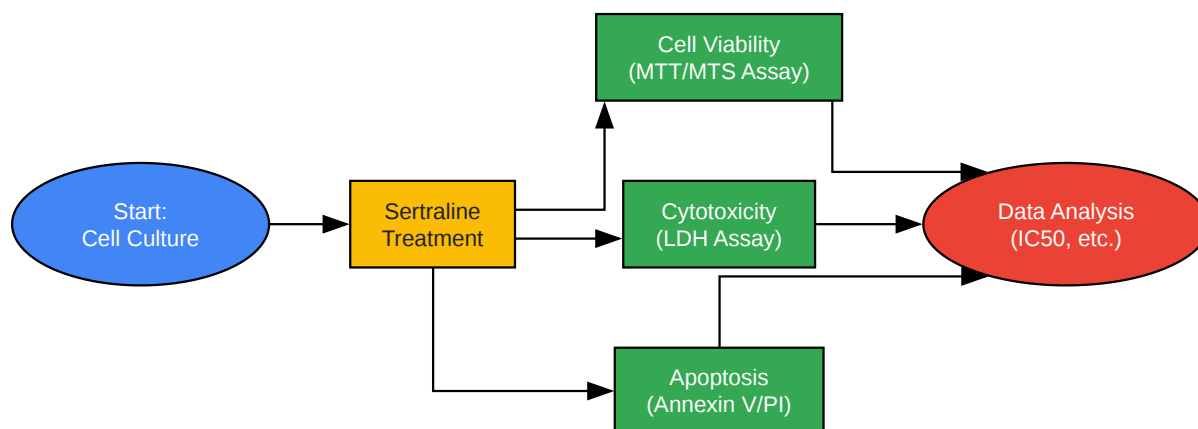 Start:
Cell Culture
Sertraline
Treatment
Cell Viability
(MTT/MTS Assay)
Cytotoxicity
(LDH Assay)
Apoptosis
(Annexin V/PI)
Data Analysis
(IC50, etc.)